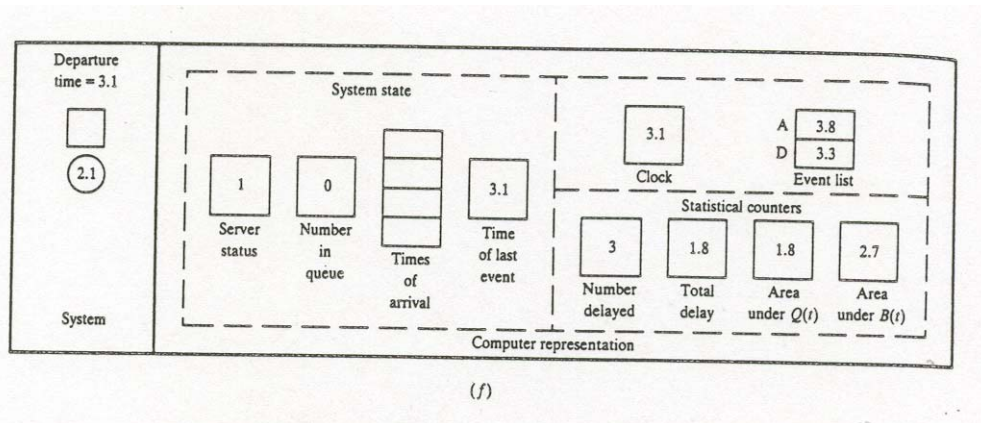 Departure
time = 3.1
2.1
System
System state
1
Server
status
0
Number
in
quéue
Times
of
arrival
3.1
Time
of last
event
3.1
Clock
A 3.8
D 3.3
Event list
Statistical counters
3
Number
delayed
1.8
Total
delay
1.8
Area
under Q(t)
2.7
Area
under B(t)
Computer representation
(f)